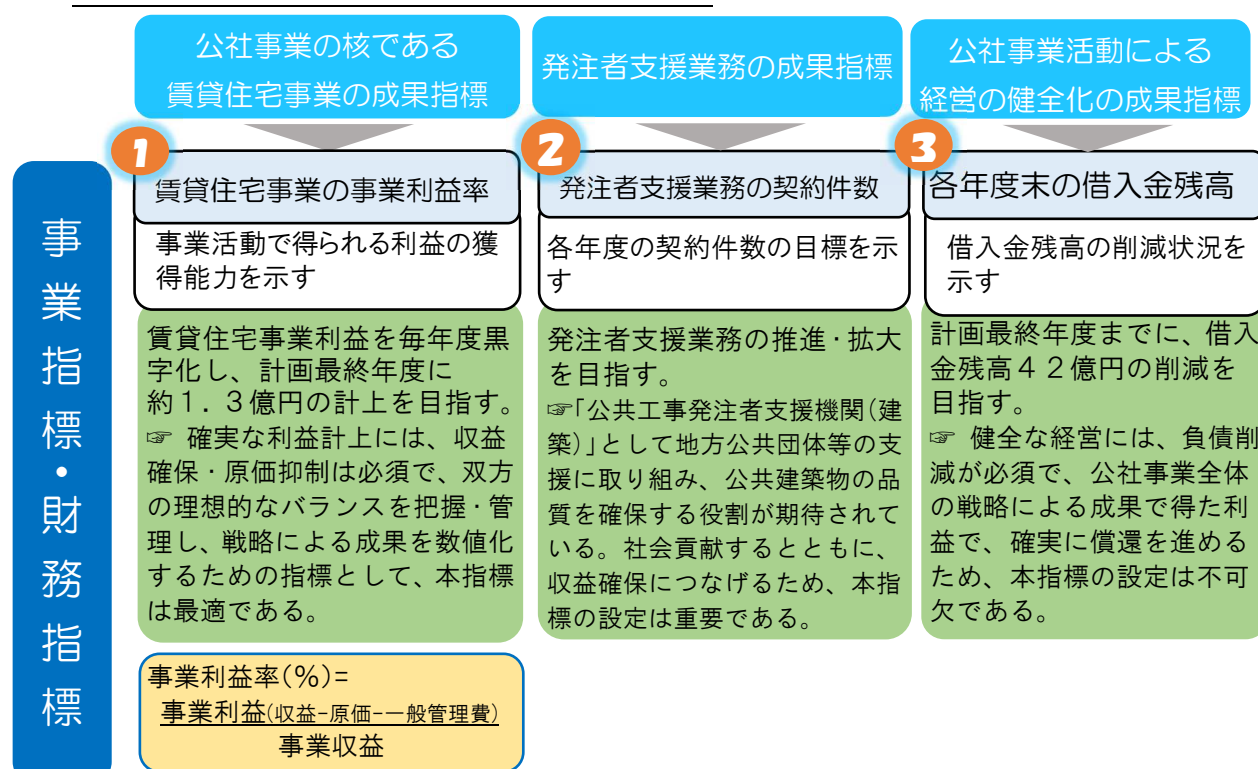 公社事業の核である
賃貸住宅事業の成果指標
発注者支援業務の成果指標
公社事業活動による
経営の健全化の成果指標
事業指標・財務指標
1
賃貸住宅事業の事業利益率
事業活動で得られる利益の獲
得能力を示す
賃貸住宅事業利益を毎年度黒
字化し、計画最終年度に
約1.3億円の計上を目指す。
☞ 確実な利益計上には、収益
確保・原価抑制は必須で、双方
の理想的なバランスを把握・管
理し、戦略による成果を数値化
するための指標として、本指標
は最適である。
事業利益率(%)=
事業利益(収益-原価-一般管理費)
事業収益
2
発注者支援業務の契約件数
各年度の契約件数の目標を示
す
発注者支援業務の推進・拡大
を目指す。
☞「公共工事発注者支援機関(建
築)」として地方公共団体等の支
援に取り組み、公共建築物の品
質を確保する役割が期待されて
いる。社会貢献するとともに、
収益確保につなげるため、本指
標の設定は重要である。
3
各年度末の借入金残高
借入金残高の削減状況を
示す
計画最終年度までに、借入
金残高42億円の削減を
目指す。
☞ 健全な経営には、負債削
減が必須で、公社事業全体
の戦略による成果で得た利
益で、確実に償還を進める
ため、本指標の設定は不可
欠である。